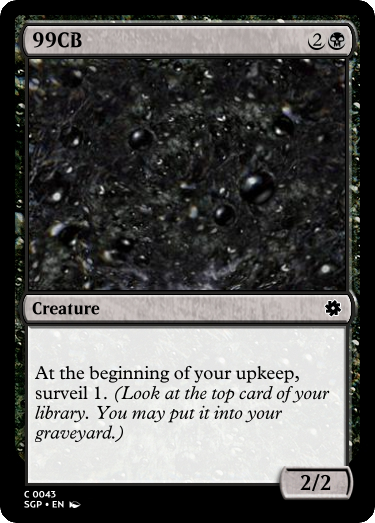 99CB 2
Creature
At the beginning of your upkeep,
surveil 1. (Look at the top card of your
library. You may put it into your
graveyard.)
2/2
C 0043
SGP • EN